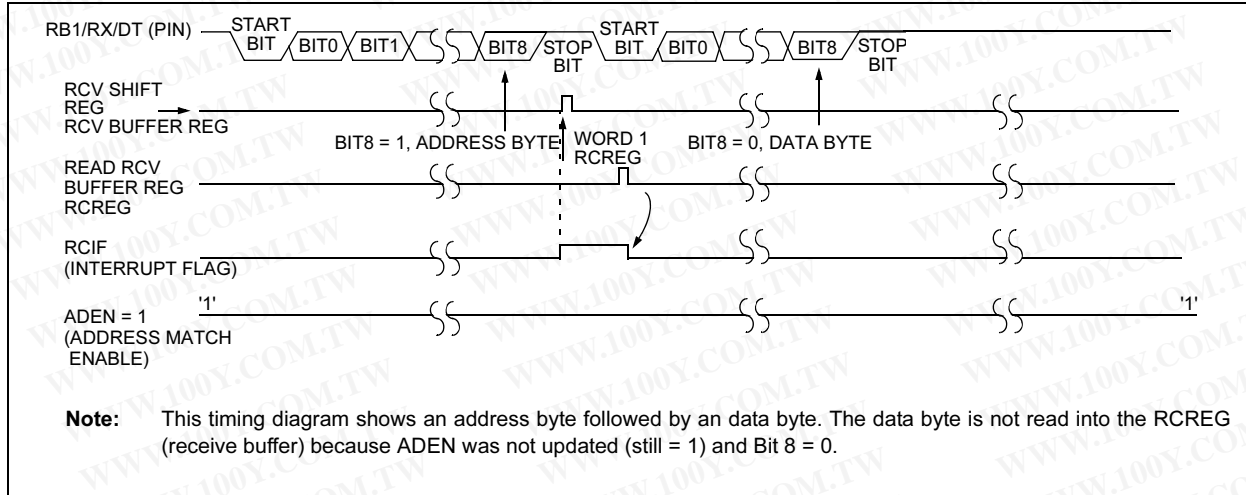 RB1/RX/DT (PIN)
START
BIT
BIT0
BIT1
BIT8
STOP
BIT
START
BIT
BIT0
BIT8
STOP
BIT
RCV SHIFT
REG
RCV BUFFER REG
BIT8 = 1, ADDRESS BYTE
WORD 1
RCREG
BIT8 = 0, DATA BYTE
READ RCV
BUFFER REG
RCREG
RCIF
(INTERRUPT FLAG)
'1'
'1'
ADEN = 1
(ADDRESS MATCH
ENABLE)
Note: This timing diagram shows an address byte followed by an data byte. The data byte is not read into the RCREG
(receive buffer) because ADEN was not updated (still = 1) and Bit 8 = 0.
WWW.100Y.COM.TW